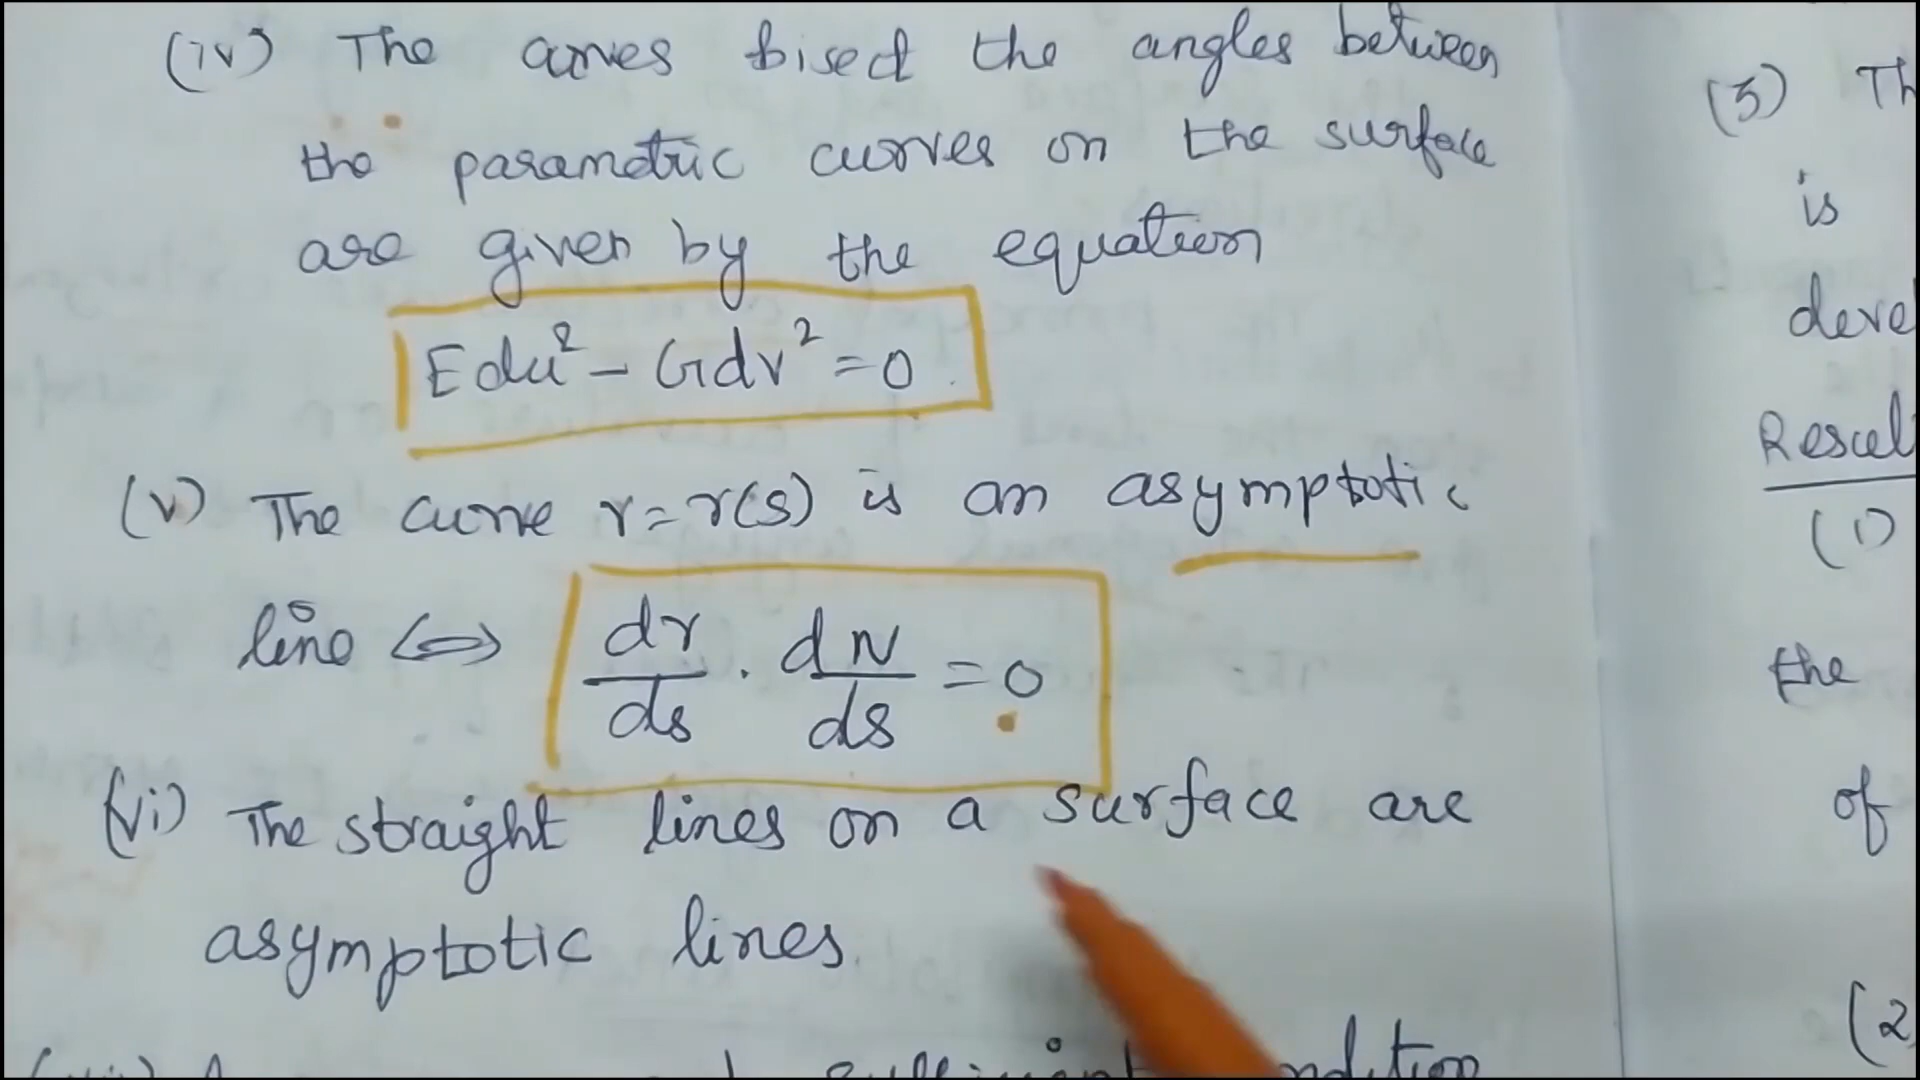 (iv) The curves bisect the angles between
the parametric curves on the surface
are given by the equation
Edu² - Gdv² = 0
(v) The curve r = r(s) is an asymptotic
line ⇔ dr/ds · dN/ds = 0
(vi) The straight lines on a surface are
asymptotic lines.
(3) Th
is
deve
Resul
(1)
the
of
(2